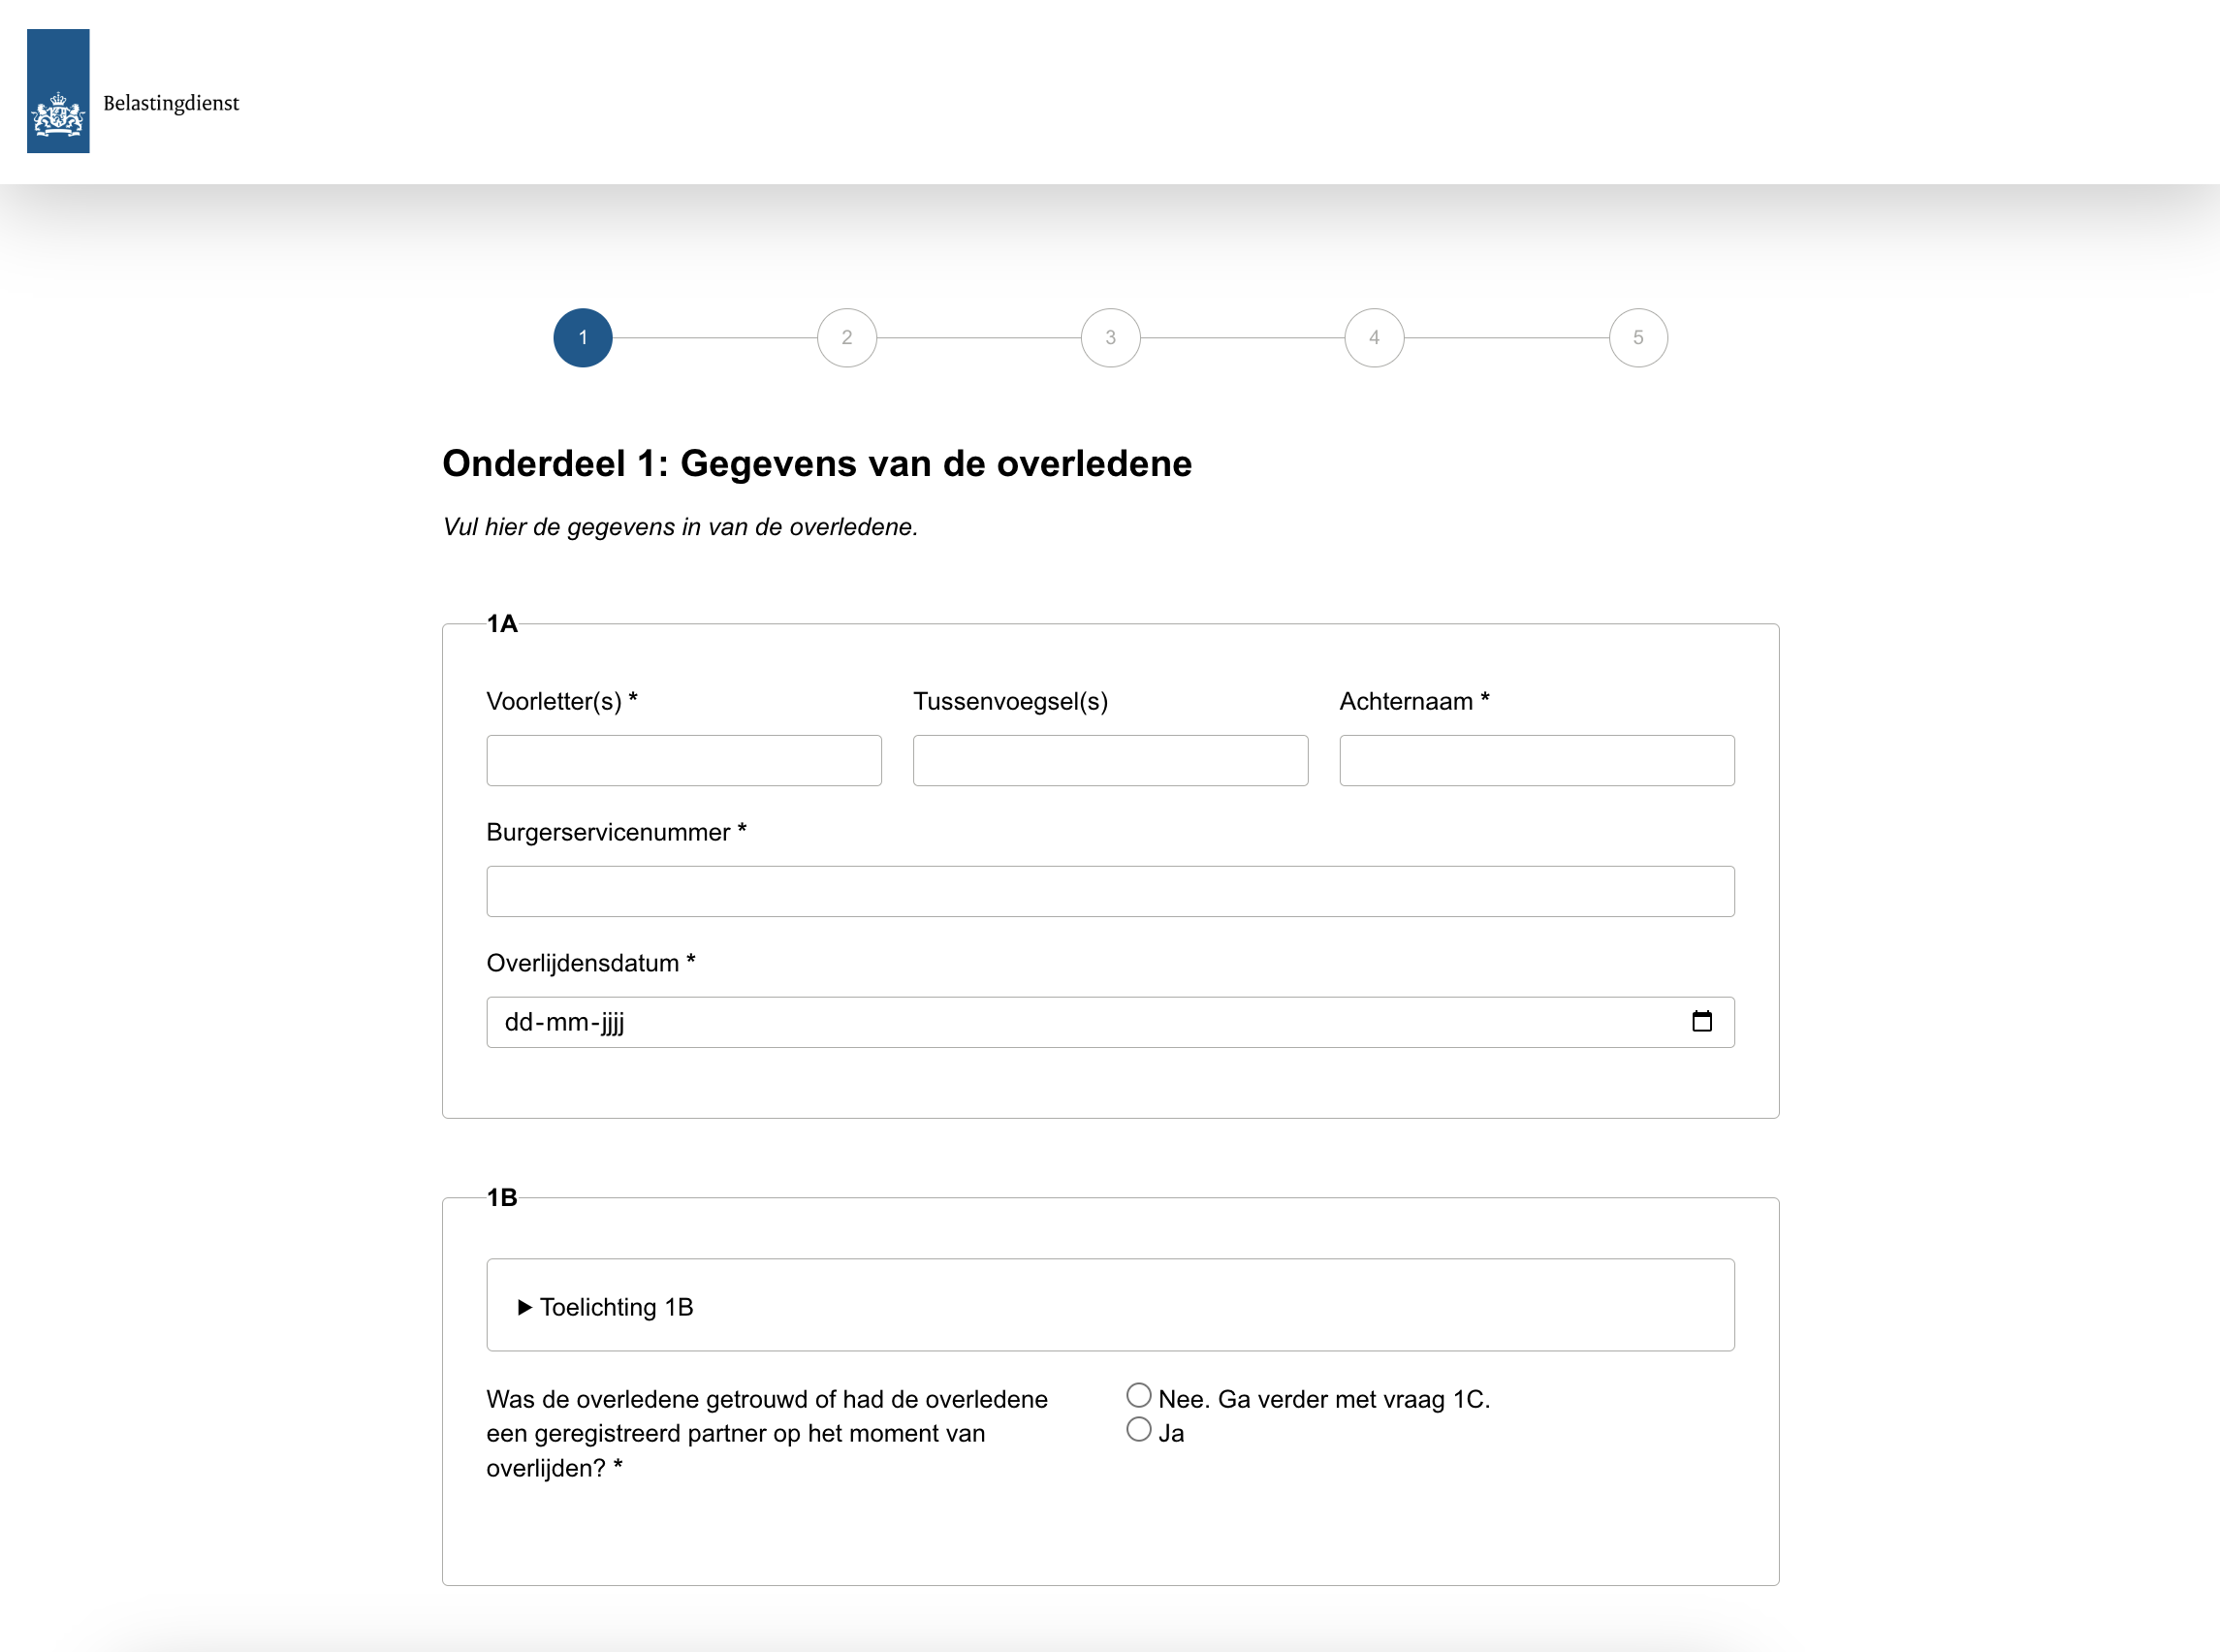 Belastingdienst
1 2 3 4 5
Onderdeel 1: Gegevens van de overledene
Vul hier de gegevens in van de overledene.
1A
Voorletter(s) * Tussenvoegsel(s) Achternaam *
Burgerservicenummer *
Overlijdensdatum *
dd-mm-jjjj
1B
Toelichting 1B
Was de overledene getrouwd of had de overledene
een geregistreerd partner op het moment van
overlijden? *
Nee. Ga verder met vraag 1C.
Ja